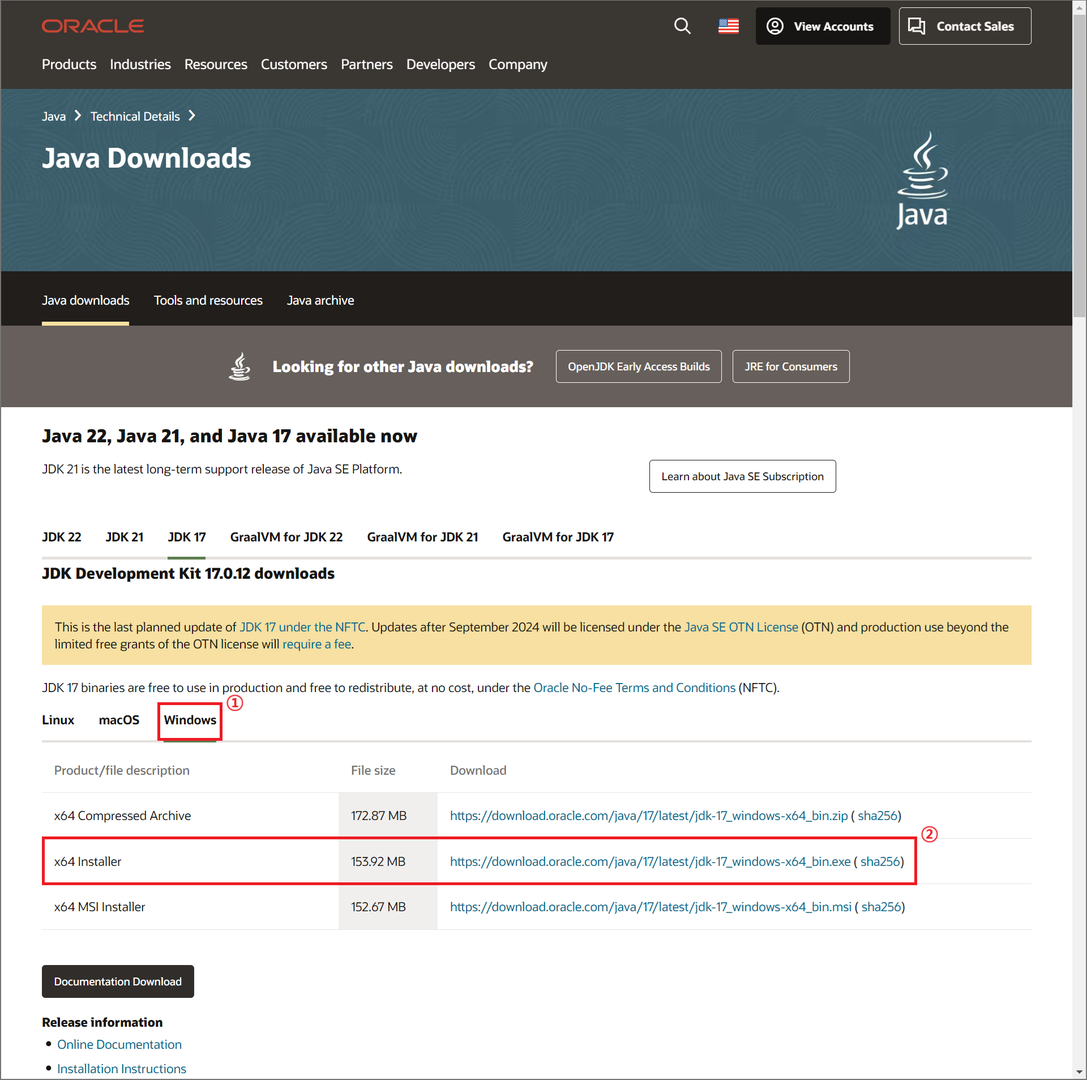 ORACLE
View Accounts
Contact Sales
Products Industries Resources Customers Partners Developers Company
Java Technical Details
Java Downloads
Java
Java downloads Tools and resources Java archive
Looking for other Java downloads? OpenJDK Early Access Builds JRE for Consumers
Java 22, Java 21, and Java 17 available now
JDK 21 is the latest long-term support release of Java SE Platform.
Learn about Java SE Subscription
JDK 22 JDK 21 JDK 17 GraalVM for JDK 22 GraalVM for JDK 21 GraalVM for JDK 17
JDK Development Kit 17.0.12 downloads
This is the last planned update of JDK 17 under the NFTC. Updates after September 2024 will be licensed under the Java SE OTN License (OTN) and production use beyond the
limited free grants of the OTN license will require a fee.
JDK 17 binaries are free to use in production and free to redistribute, at no cost, under the Oracle No-Fee Terms and Conditions (NFTC).
①
Linux macOS Windows
Product/file description File size Download
x64 Compressed Archive 172.87 MB https://download.oracle.com/java/17/latest/jdk-17_windows-x64_bin.zip ( sha256)
②
x64 Installer 153.92 MB https://download.oracle.com/java/17/latest/jdk-17_windows-x64_bin.exe ( sha256)
x64 MSI Installer 152.67 MB https://download.oracle.com/java/17/latest/jdk-17_windows-x64_bin.msi ( sha256)
Documentation Download
Release information
• Online Documentation
• Installation Instructions